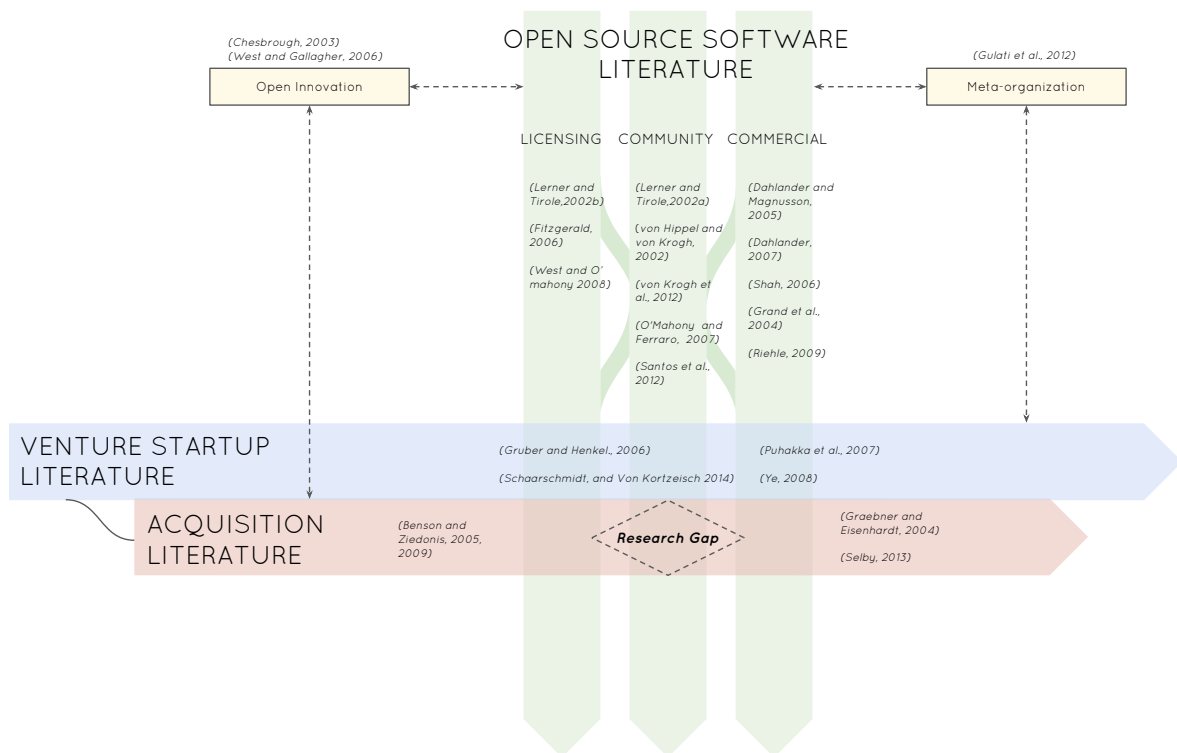 (Chesbrough, 2003)
(West and Gallagher, 2006)
Open Innovation
OPEN SOURCE SOFTWARE
LITERATURE
(Gulati et al., 2012)
Meta-organization
LICENSING
(Lerner and
Tirole,2002b)
(Fitzgerald,
2006)
(West and O'
mahony 2008)
COMMUNITY
(Lerner and
Tirole,2002a)
(von Hippel and
von Krogh,
2002)
(von Krogh et
al., 2012)
(O'Mahony and
Ferraro, 2007)
(Santos et al.,
2012)
COMMERCIAL
(Dahlander and
Magnusson,
2005)
(Dahlander,
2007)
(Shah, 2006)
(Grand et al.,
2004)
(Riehle, 2009)
VENTURE STARTUP
LITERATURE
(Gruber and Henkel., 2006)
(Schaarschmidt, and Von Kortzeisch 2014)
(Puhakka et al., 2007)
(Ye, 2008)
ACQUISITION
LITERATURE
(Benson and
Ziedonis, 2005,
2009)
Research Gap
(Graebner and
Eisenhardt, 2004)
(Selby, 2013)